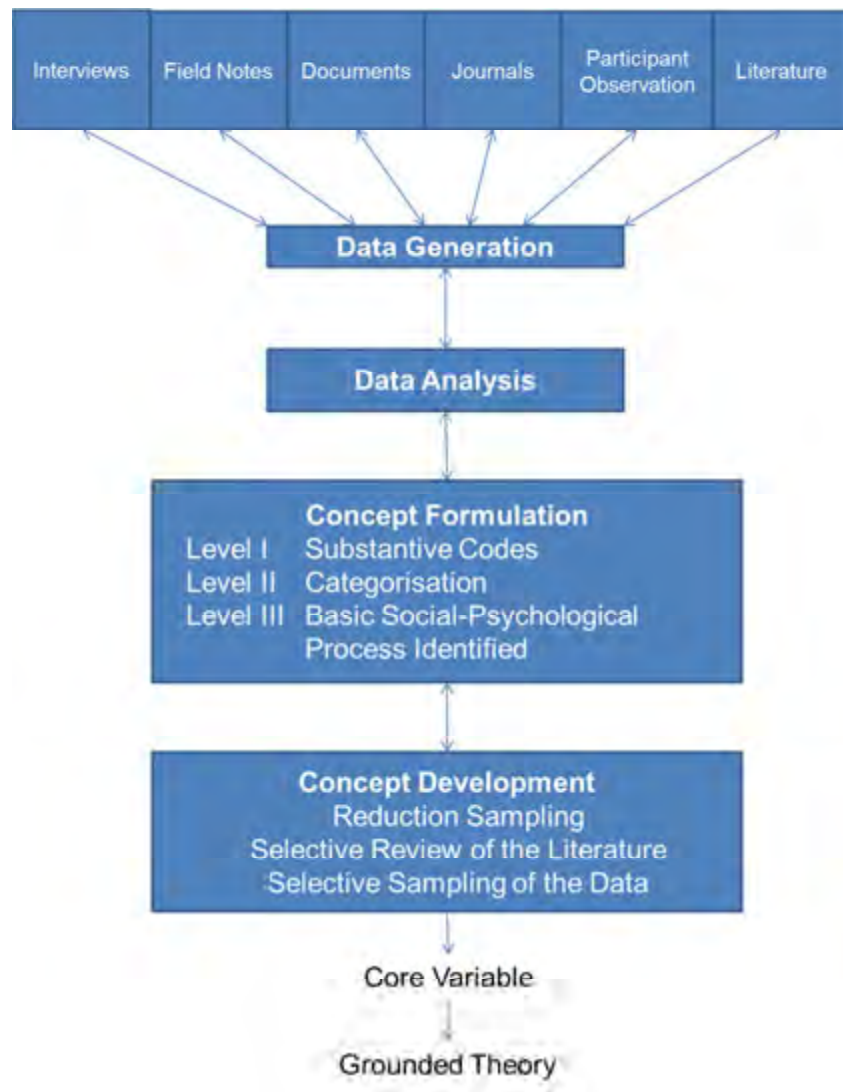 Interviews
Field Notes
Documents
Journals
Participant
Observation
Literature
Data Generation
Data Analysis
Concept Formulation
Level I Substantive Codes
Level II Categorisation
Level III Basic Social-Psychological
Process Identified
Concept Development
Reduction Sampling
Selective Review of the Literature
Selective Sampling of the Data
Core Variable
Grounded Theory